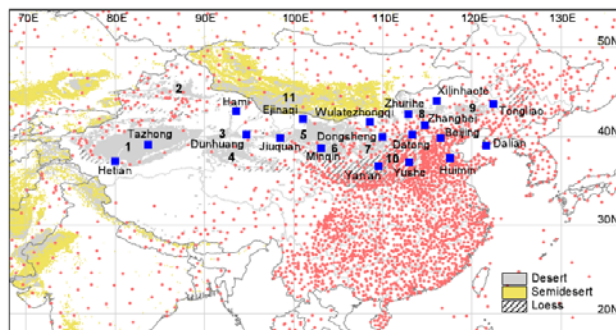 70E 80E 90E 100E 110E 120E 130E
50N
Xilinhaote
2 Hami Ejinaqi 11 Wulatezhongqi Zhurihe 8 9 Tongliao
Zhangbei
40N
Tazhong 3 5 Dongsheng Beijing
1 Dunhuang Jiuquan 6 7 Datong Dalian
4 Minqin 10
Hetian Yan'an Yushe Huimin
30N
Desert
Semidesert
Loess
20N